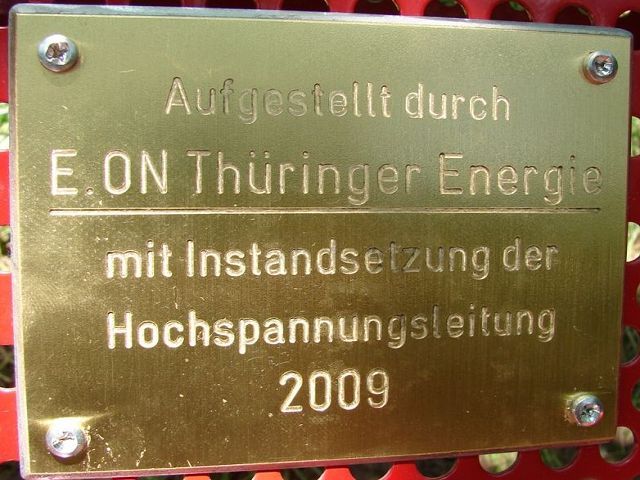 Aufgestellt durch
E.ON Thüringer Energie
mit Instandsetzung der
Hochspannungsleitung
2009